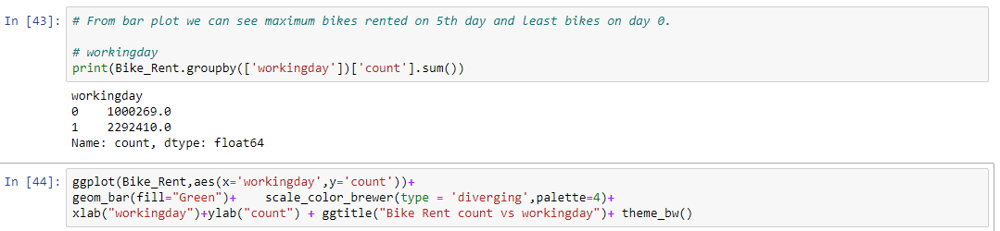 In [43]: # From bar plot we can see maximum bikes rented on 5th day and least bikes on day 0.
# workingday
print(Bike_Rent.groupby(['workingday'])['count'].sum())
workingday
0    1000269.0
1    2292410.0
Name: count, dtype: float64
In [44]: ggplot(Bike_Rent,aes(x='workingday',y='count'))+
geom_bar(fill="Green")+    scale_color_brewer(type = 'diverging',palette=4)+
xlab("workingday")+ylab("count") + ggtitle("Bike Rent count vs workingday")+ theme_bw()